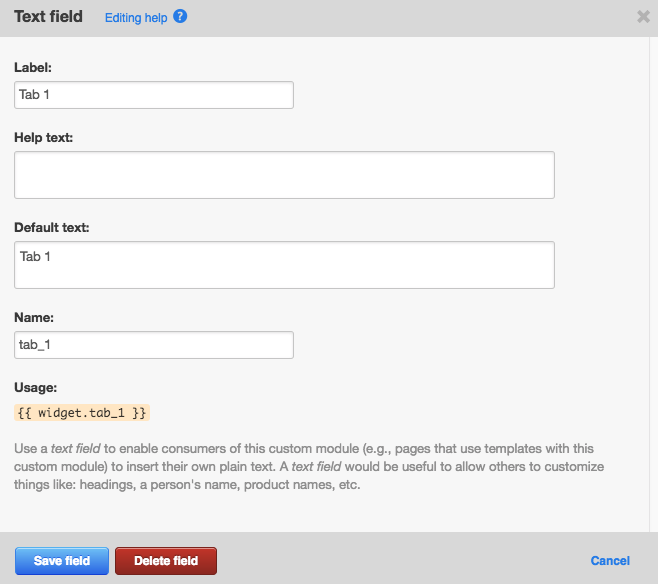 Text field Editing help ?
Label:
Tab 1
Help text:
Default text:
Tab 1
Name:
tab_1
Usage:
{{ widget.tab_1 }}
Use a text field to enable consumers of this custom module (e.g., pages that use templates with this
custom module) to insert their own plain text. A text field would be useful to allow others to customize
things like: headings, a person's name, product names, etc.
Save field Delete field Cancel